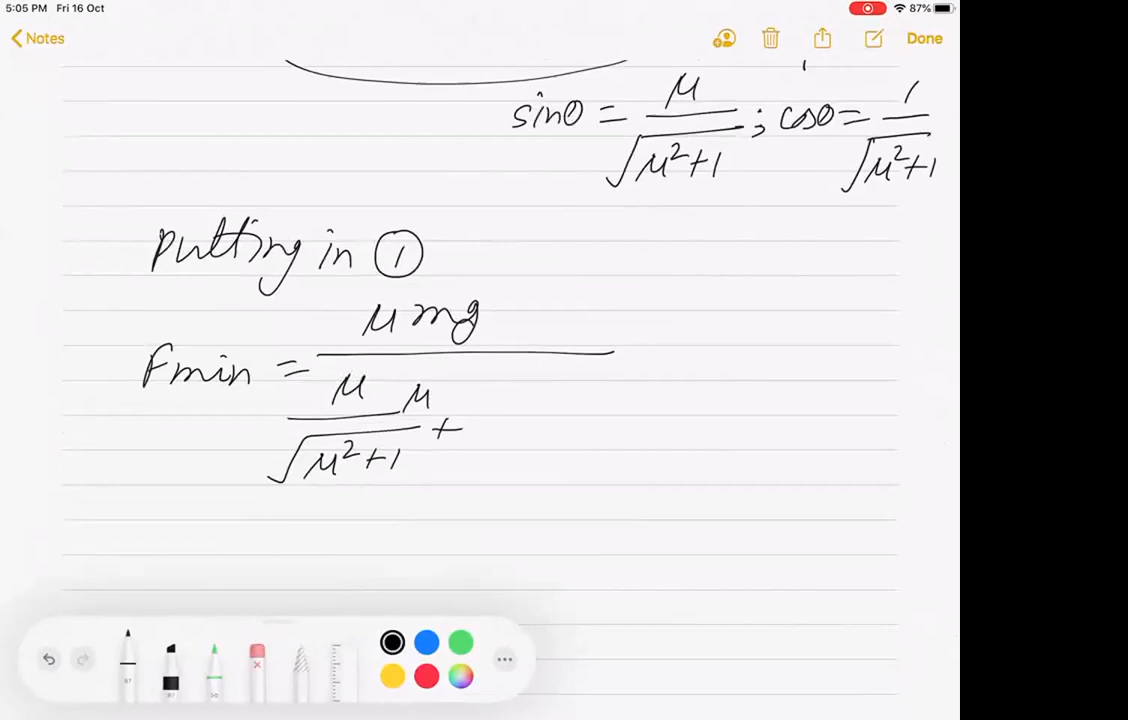 5:05 PM Fri 16 Oct 87%
Notes Done
sinθ = μ / √μ²+1 ; cosθ = 1 / √μ²+1
Putting in ①
μ mg
Fmin =
μ μ
√μ²+1 +